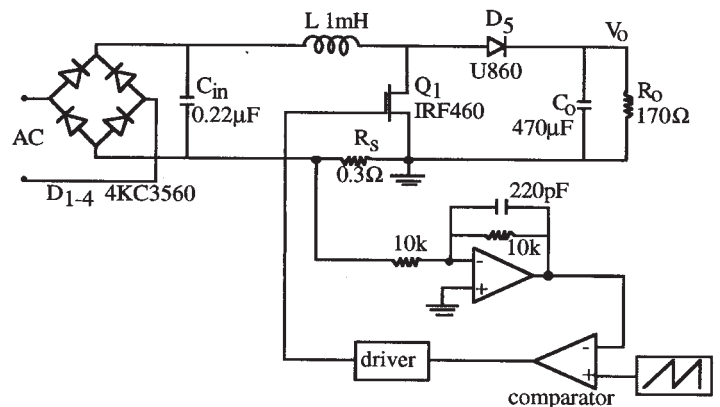 L 1mH
D5
Vo
U860
Cin
0.22μF
Q1
IRF460
Co
470μF
Ro
170Ω
AC
Rs
0.3Ω
D1-4 4KC3560
220pF
10k
10k
-
+
driver
-
+
comparator